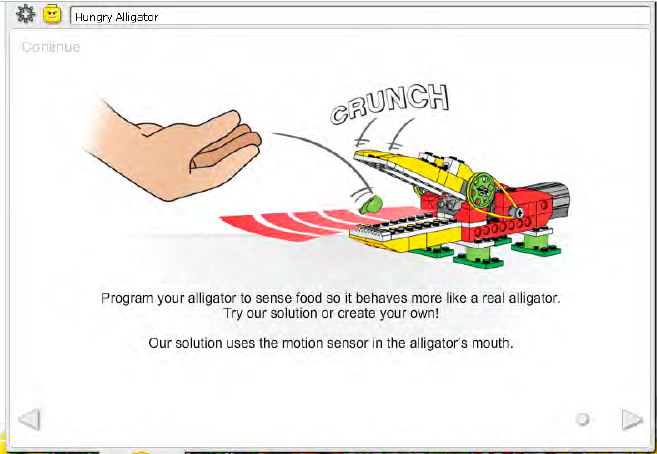 Hungry Alligator
Continue
CRUNCH
Program your alligator to sense food so it behaves more like a real alligator.
Try our solution or create your own!
Our solution uses the motion sensor in the alligator's mouth.